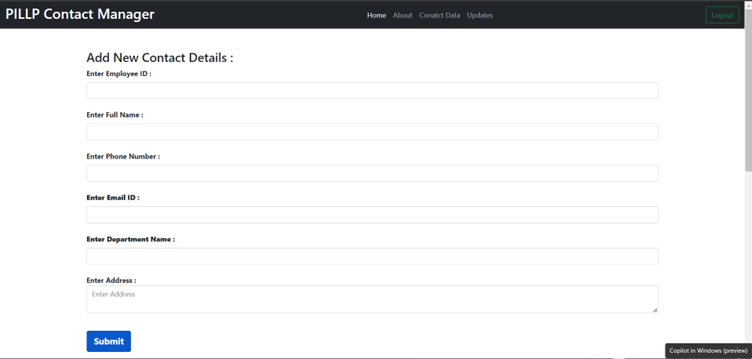 PILLP Contact Manager
Home About Conatct Data Updates
Logout
Add New Contact Details :
Enter Employee ID :
Enter Full Name :
Enter Phone Number :
Enter Email ID :
Enter Department Name :
Enter Address :
Enter Address
Submit
Copilot in Windows (preview)